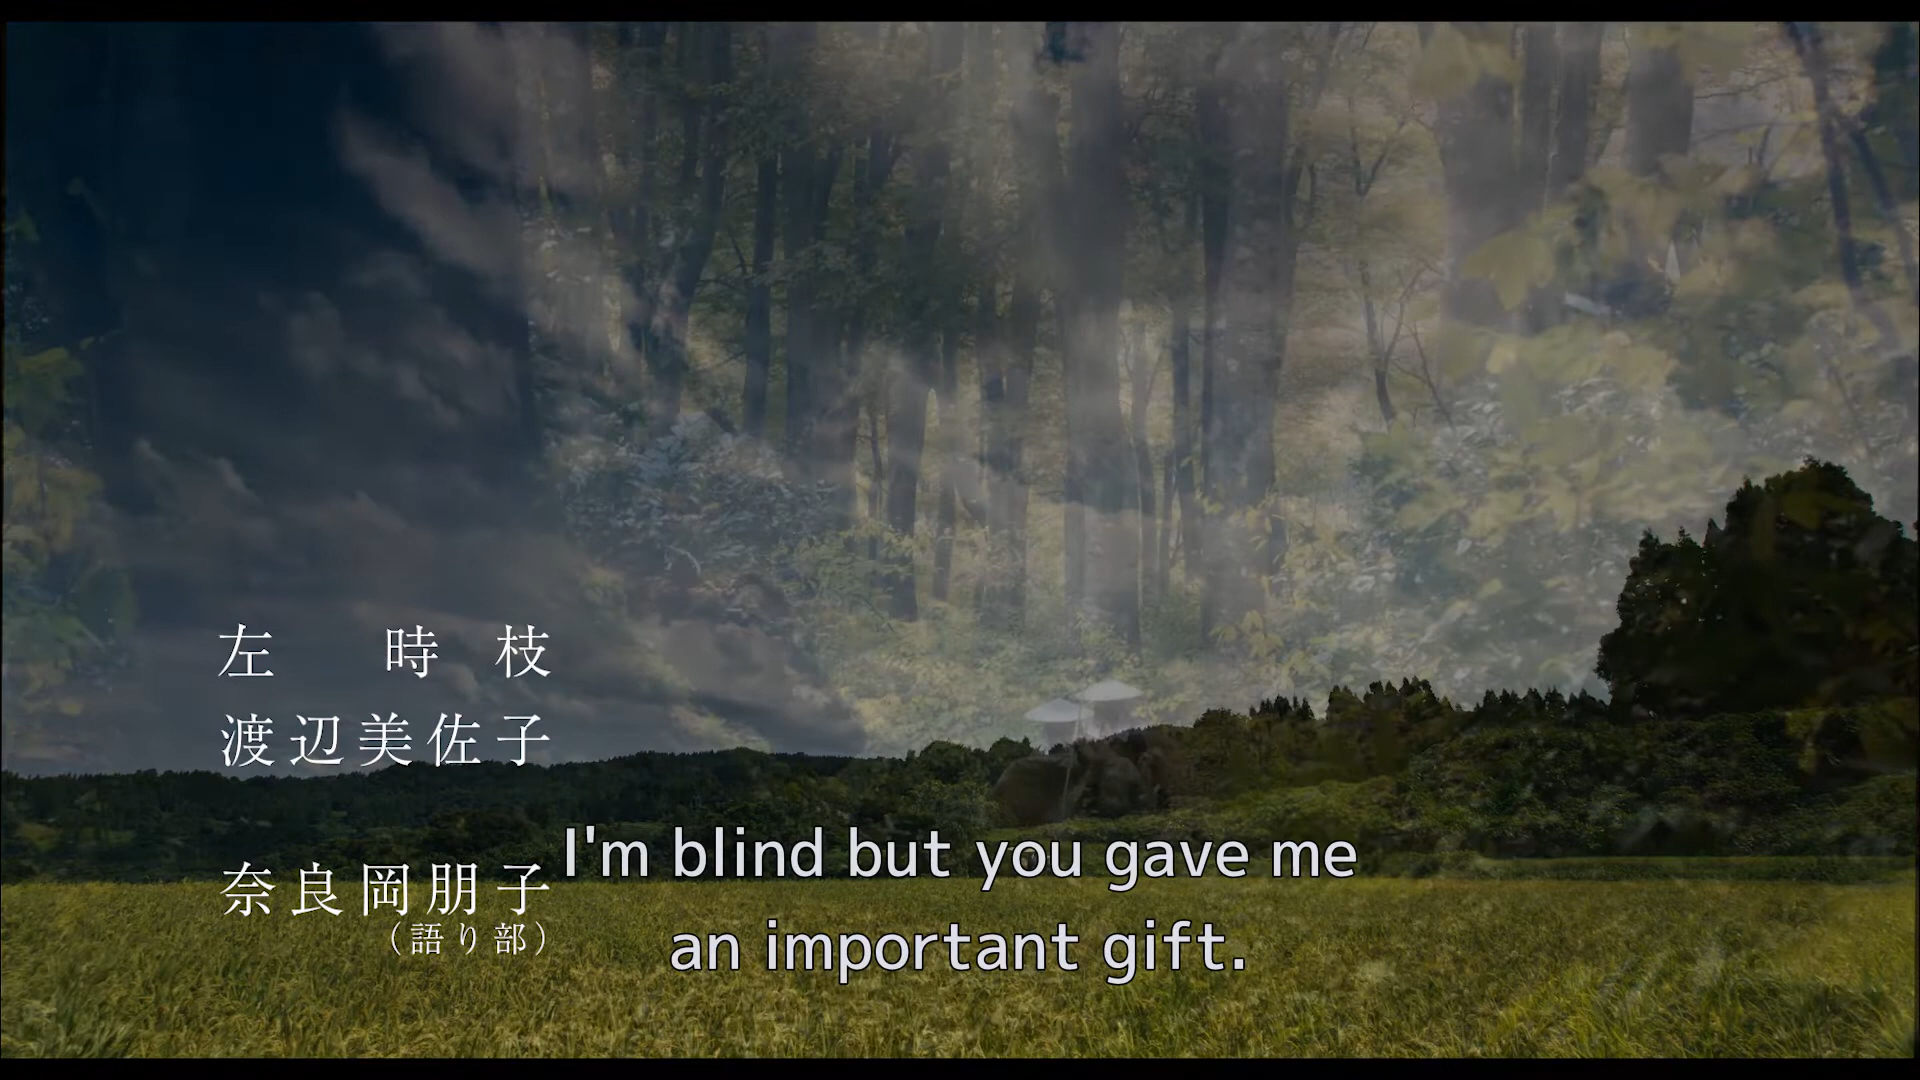 左 時枝
渡辺美佐子
奈良岡朋子
（語り部）
I'm blind but you gave me
an important gift.